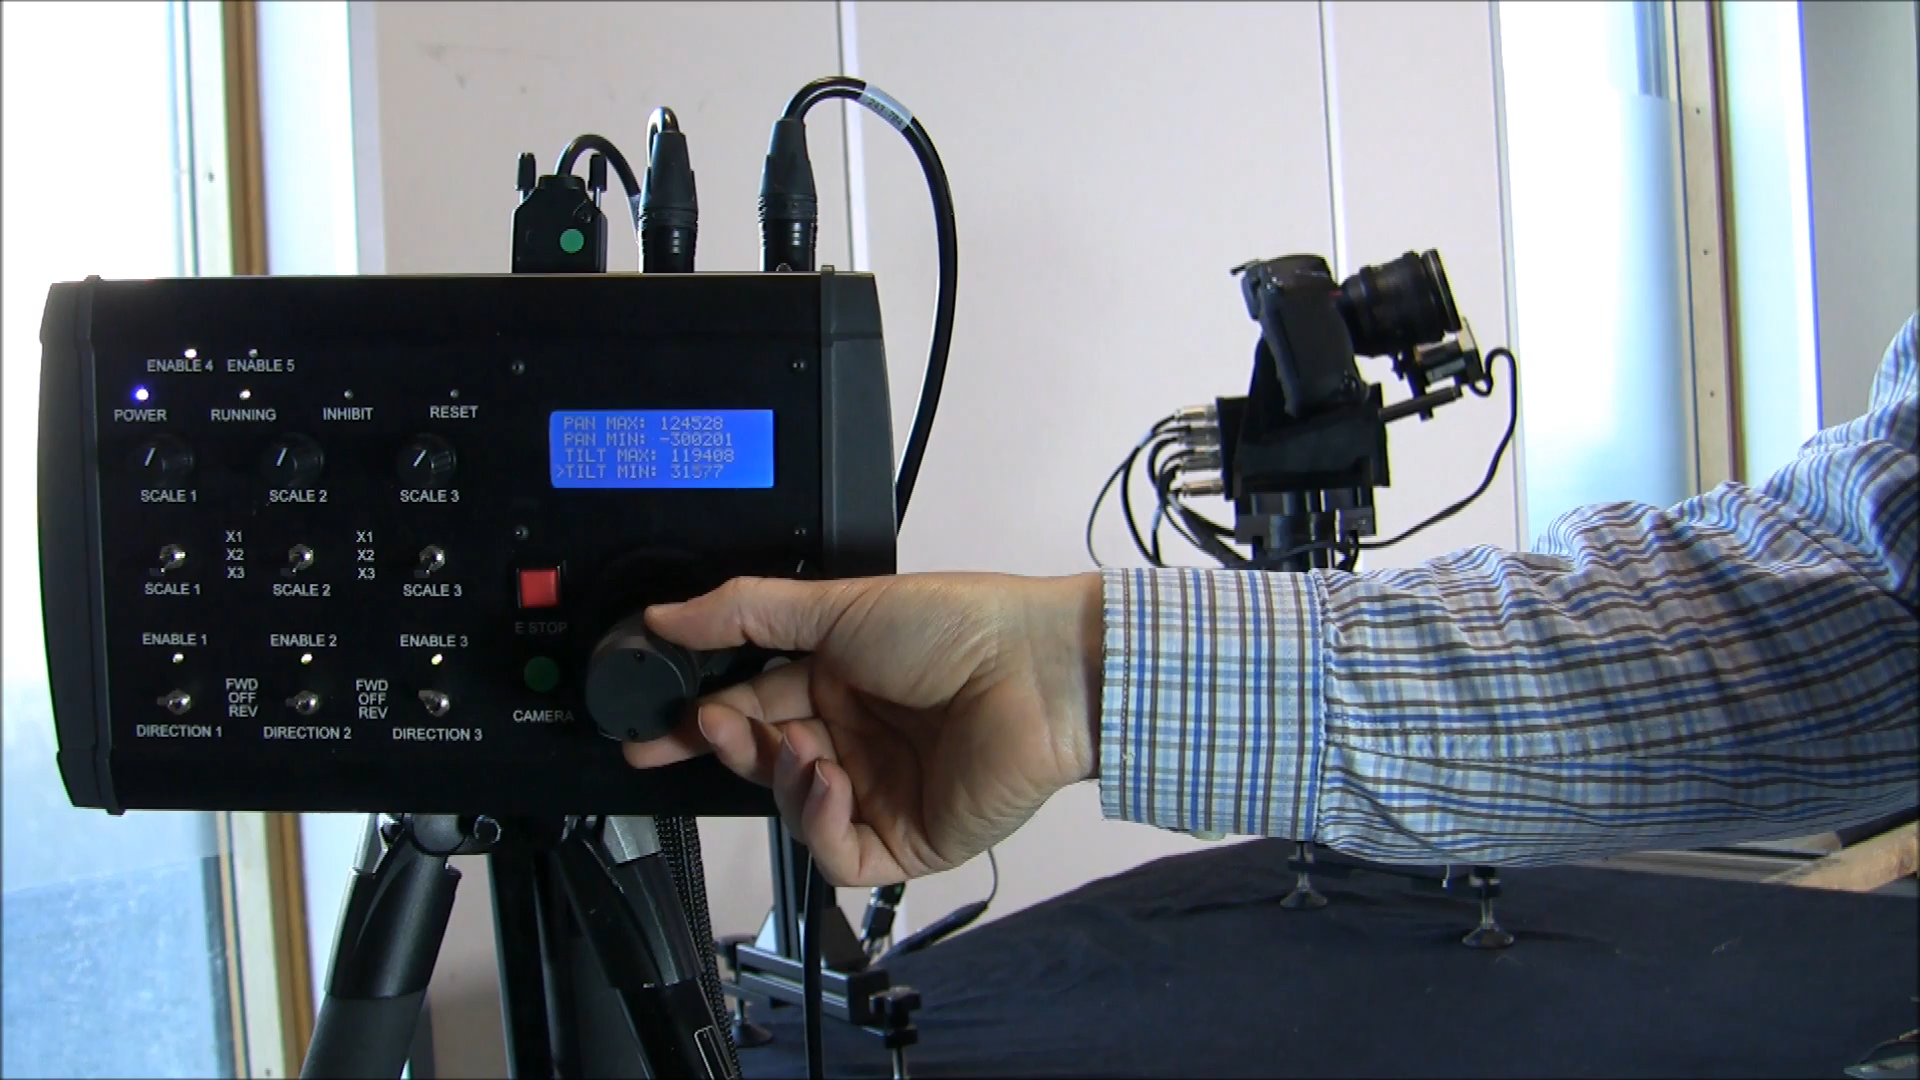 ENABLE 4 ENABLE 5
POWER RUNNING INHIBIT RESET
PAN MAX: 124528
PAN MIN: -300201
TILT MAX: 119408
>TILT MIN: 31577
SCALE 1 SCALE 2 SCALE 3
X1 X1
X2 X2
X3 X3
SCALE 1 SCALE 2 SCALE 3
E STOP
ENABLE 1 ENABLE 2 ENABLE 3
FWD FWD
OFF OFF
REV REV
CAMERA
DIRECTION 1 DIRECTION 2 DIRECTION 3